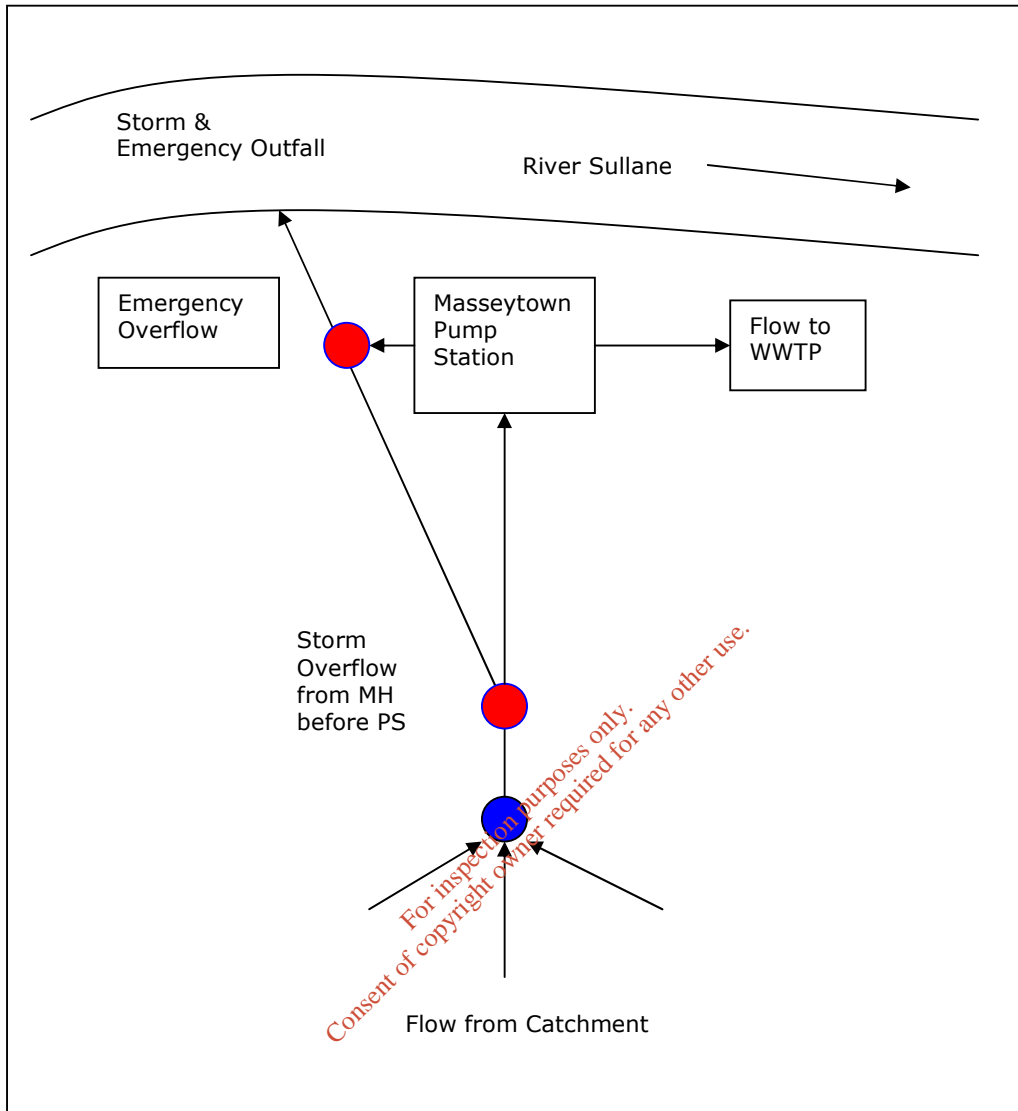 Storm &
Emergency Outfall
River Sullane
Emergency
Overflow
Masseytown
Pump
Station
Flow to
WWTP
Storm
Overflow
from MH
before PS
For inspection purposes only.
Consent of copyright owner required for any other use.
Flow from Catchment